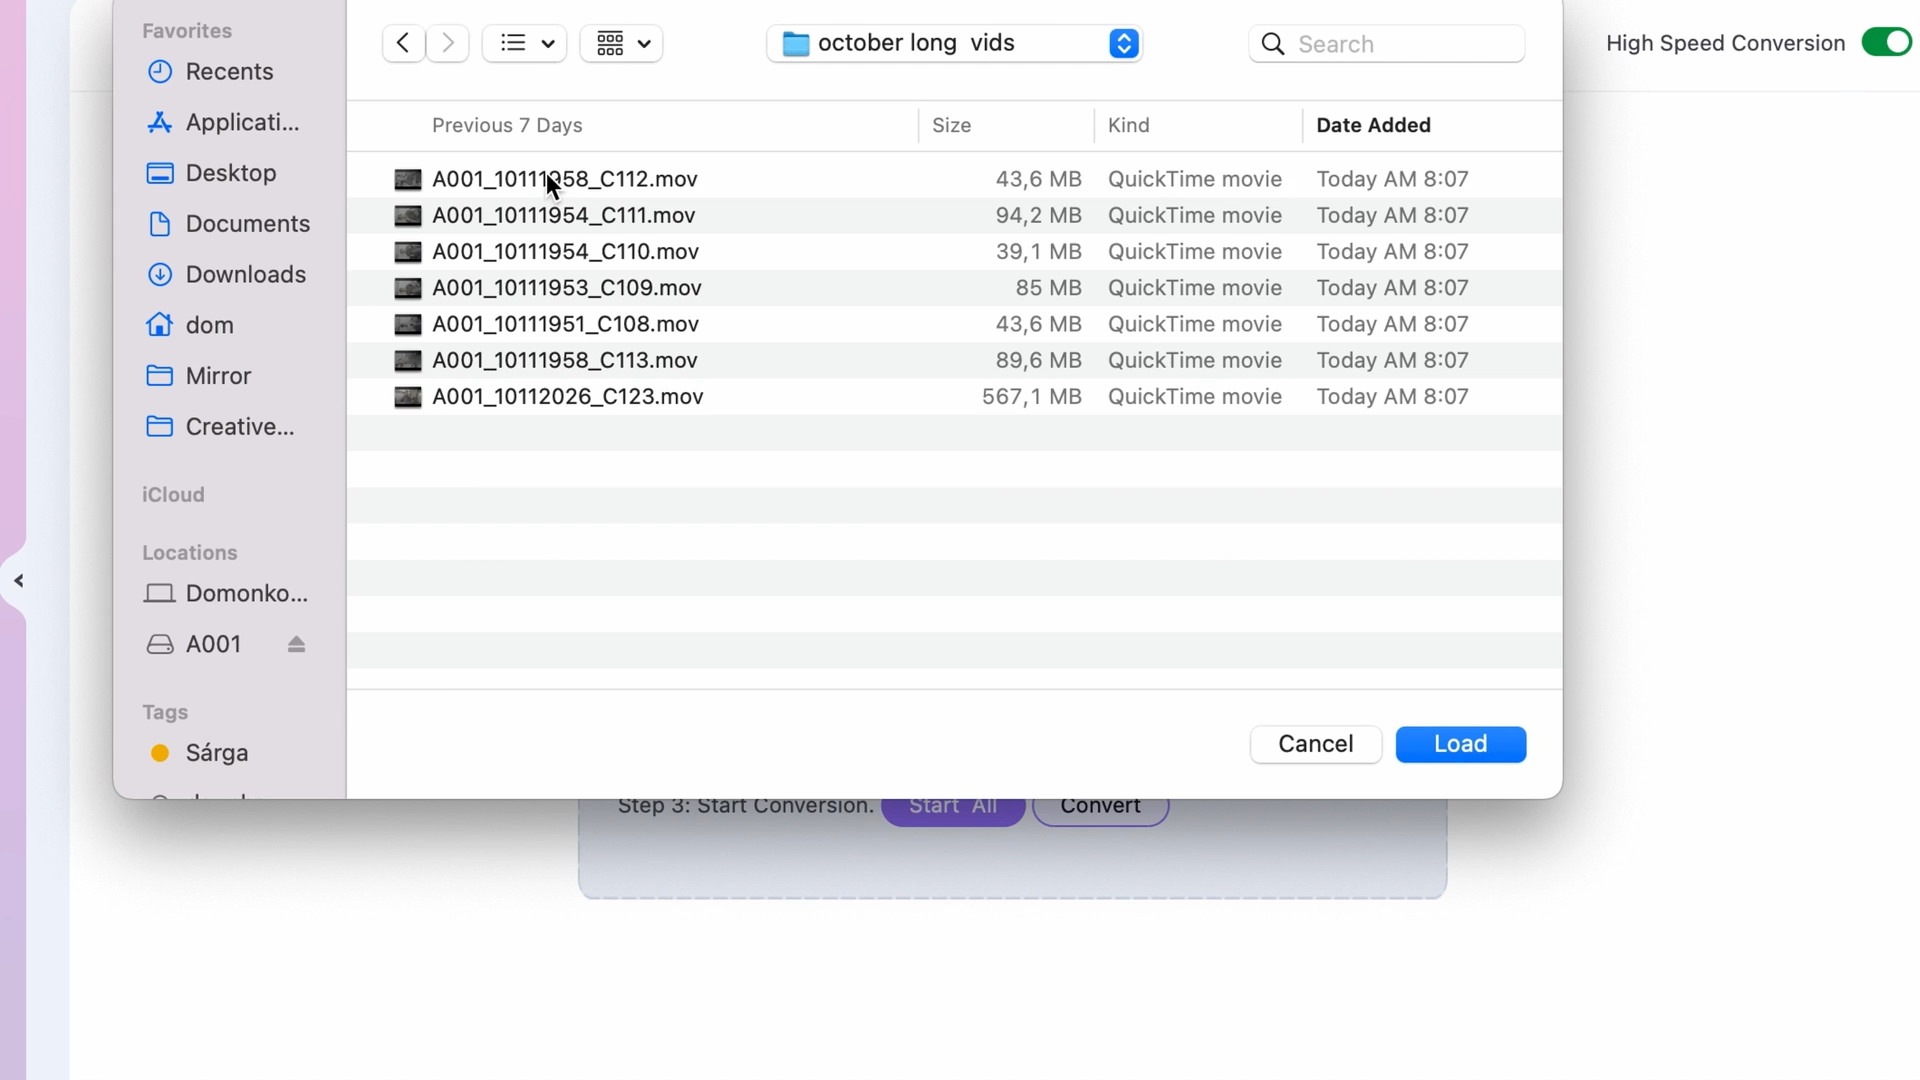 Favorites
Recents
Applicati...
Desktop
Documents
Downloads
dom
Mirror
Creative...
iCloud
Locations
Domonko...
A001
Tags
Sárga
october long vids
Search
High Speed Conversion
Previous 7 Days Size Kind Date Added
A001_10111958_C112.mov 43,6 MB QuickTime movie Today AM 8:07
A001_10111954_C111.mov 94,2 MB QuickTime movie Today AM 8:07
A001_10111954_C110.mov 39,1 MB QuickTime movie Today AM 8:07
A001_10111953_C109.mov 85 MB QuickTime movie Today AM 8:07
A001_10111951_C108.mov 43,6 MB QuickTime movie Today AM 8:07
A001_10111958_C113.mov 89,6 MB QuickTime movie Today AM 8:07
A001_10112026_C123.mov 567,1 MB QuickTime movie Today AM 8:07
Cancel Load
Step 3: Start Conversion. Start All Convert